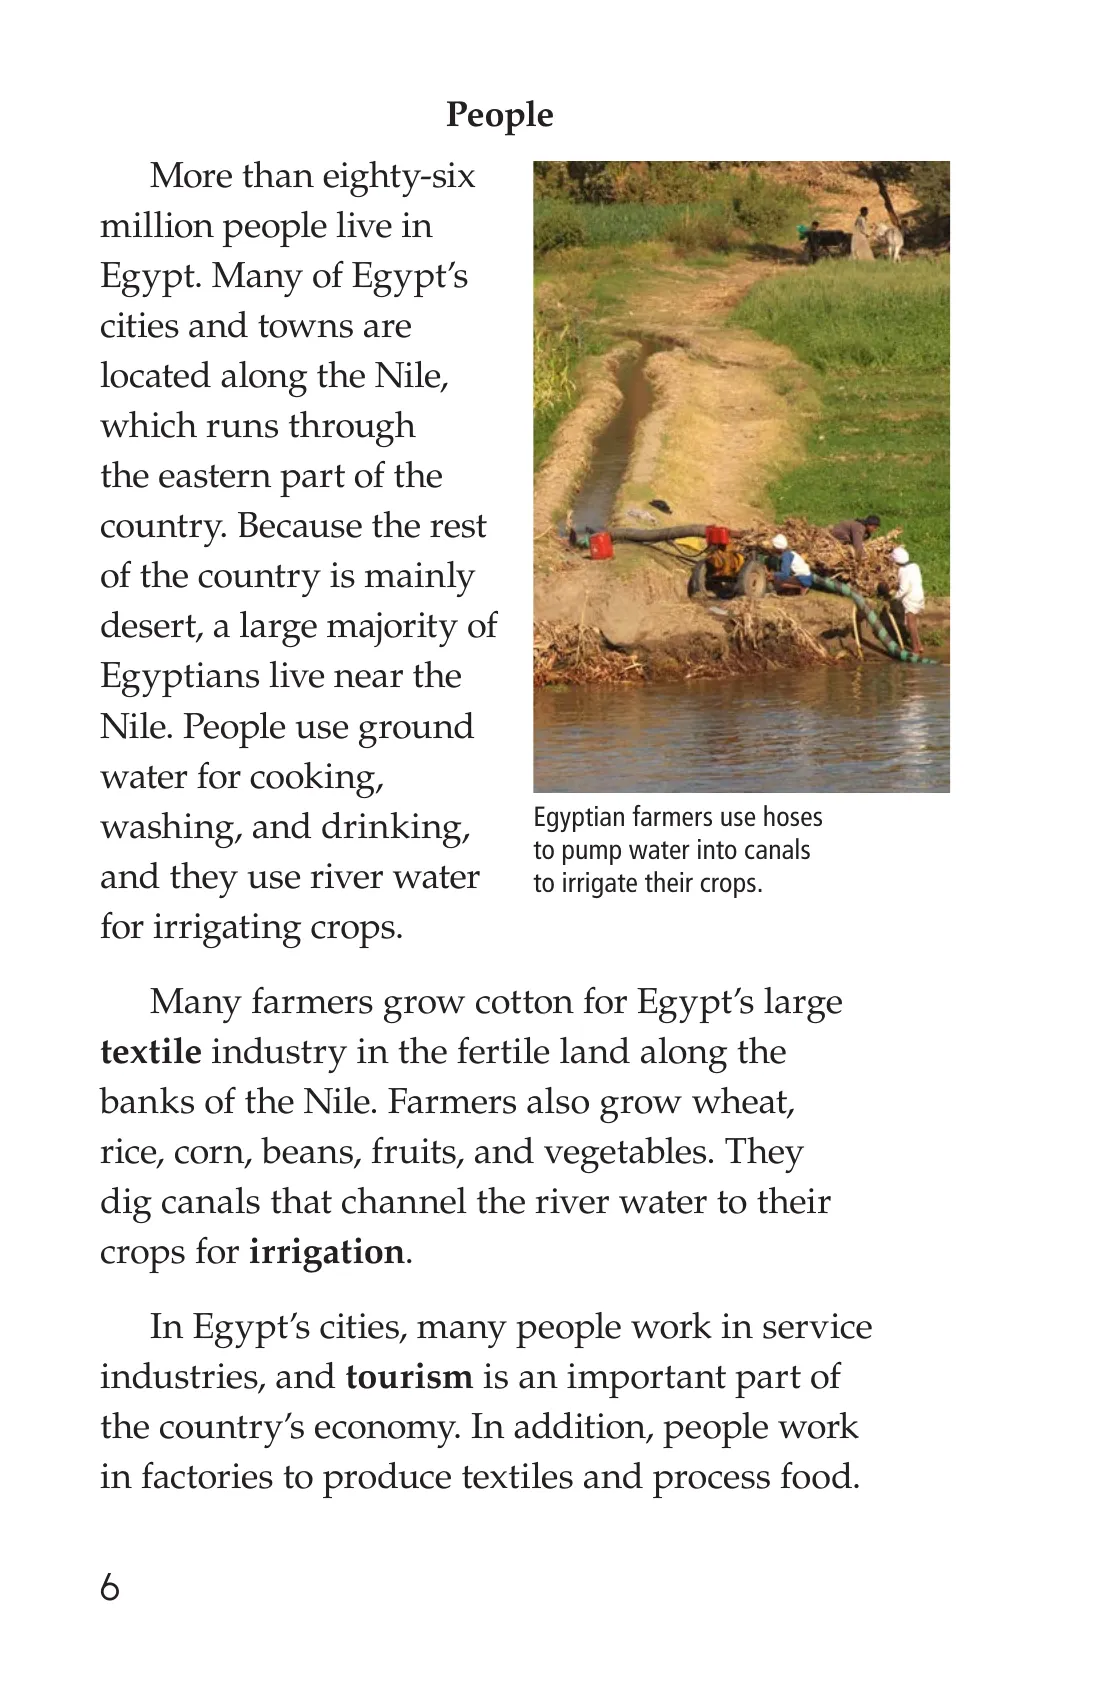 People
More than eighty-six
million people live in
Egypt. Many of Egypt’s
cities and towns are
located along the Nile,
which runs through
the eastern part of the
country. Because the rest
of the country is mainly
desert, a large majority of
Egyptians live near the
Nile. People use ground
water for cooking,
washing, and drinking,
and they use river water
for irrigating crops.
Egyptian farmers use hoses
to pump water into canals
to irrigate their crops.
Many farmers grow cotton for Egypt’s large
textile industry in the fertile land along the
banks of the Nile. Farmers also grow wheat,
rice, corn, beans, fruits, and vegetables. They
dig canals that channel the river water to their
crops for irrigation.
In Egypt’s cities, many people work in service
industries, and tourism is an important part of
the country’s economy. In addition, people work
in factories to produce textiles and process food.
6